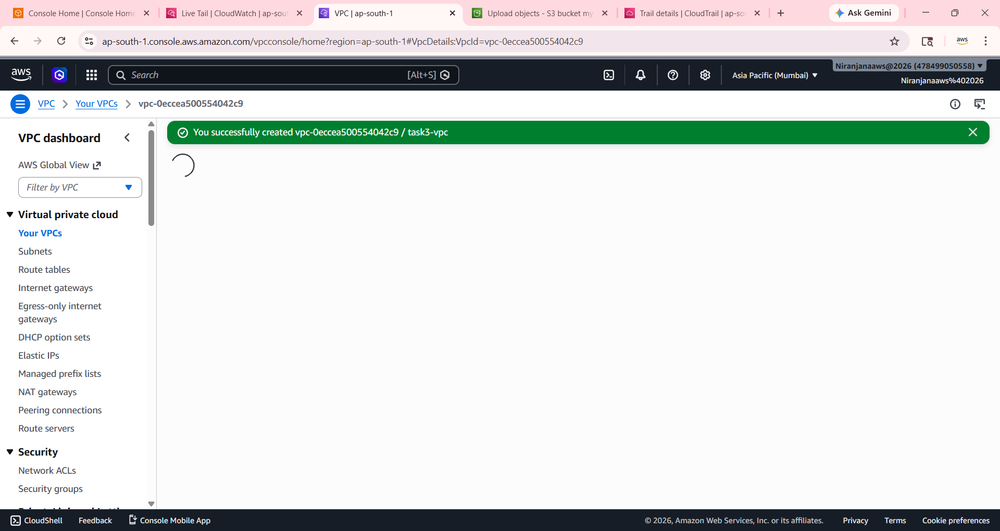 Console Home | Console Home
Live Tail | CloudWatch | ap-sout
VPC | ap-south-1
Upload objects - S3 bucket my
Trail details | CloudTrail | ap-so
Ask Gemini
ap-south-1.console.aws.amazon.com/vpcconsole/home?region=ap-south-1#VpcDetails:VpcId=vpc-0eccea500554042c9
aws
aws
Search
[Alt+S]
Asia Pacific (Mumbai)
Niranjanaaws@2026 (478499050558)
Niranjanaaws%402026
VPC
Your VPCs
vpc-0eccea500554042c9
VPC dashboard
AWS Global View
Filter by VPC
Virtual private cloud
Your VPCs
Subnets
Route tables
Internet gateways
Egress-only internet
gateways
DHCP option sets
Elastic IPs
Managed prefix lists
NAT gateways
Peering connections
Route servers
Security
Network ACLs
Security groups
You successfully created vpc-0eccea500554042c9 / task3-vpc
CloudShell
Feedback
Console Mobile App
© 2026, Amazon Web Services, Inc. or its affiliates.
Privacy
Terms
Cookie preferences